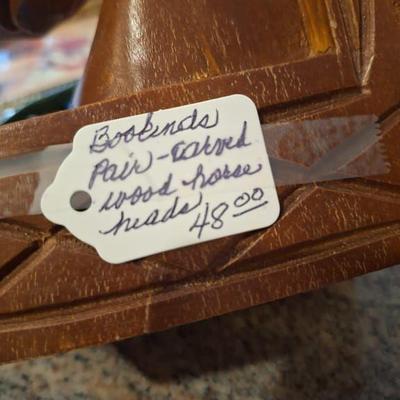 Bookends
Pair - carved
wood horse
heads 48.00